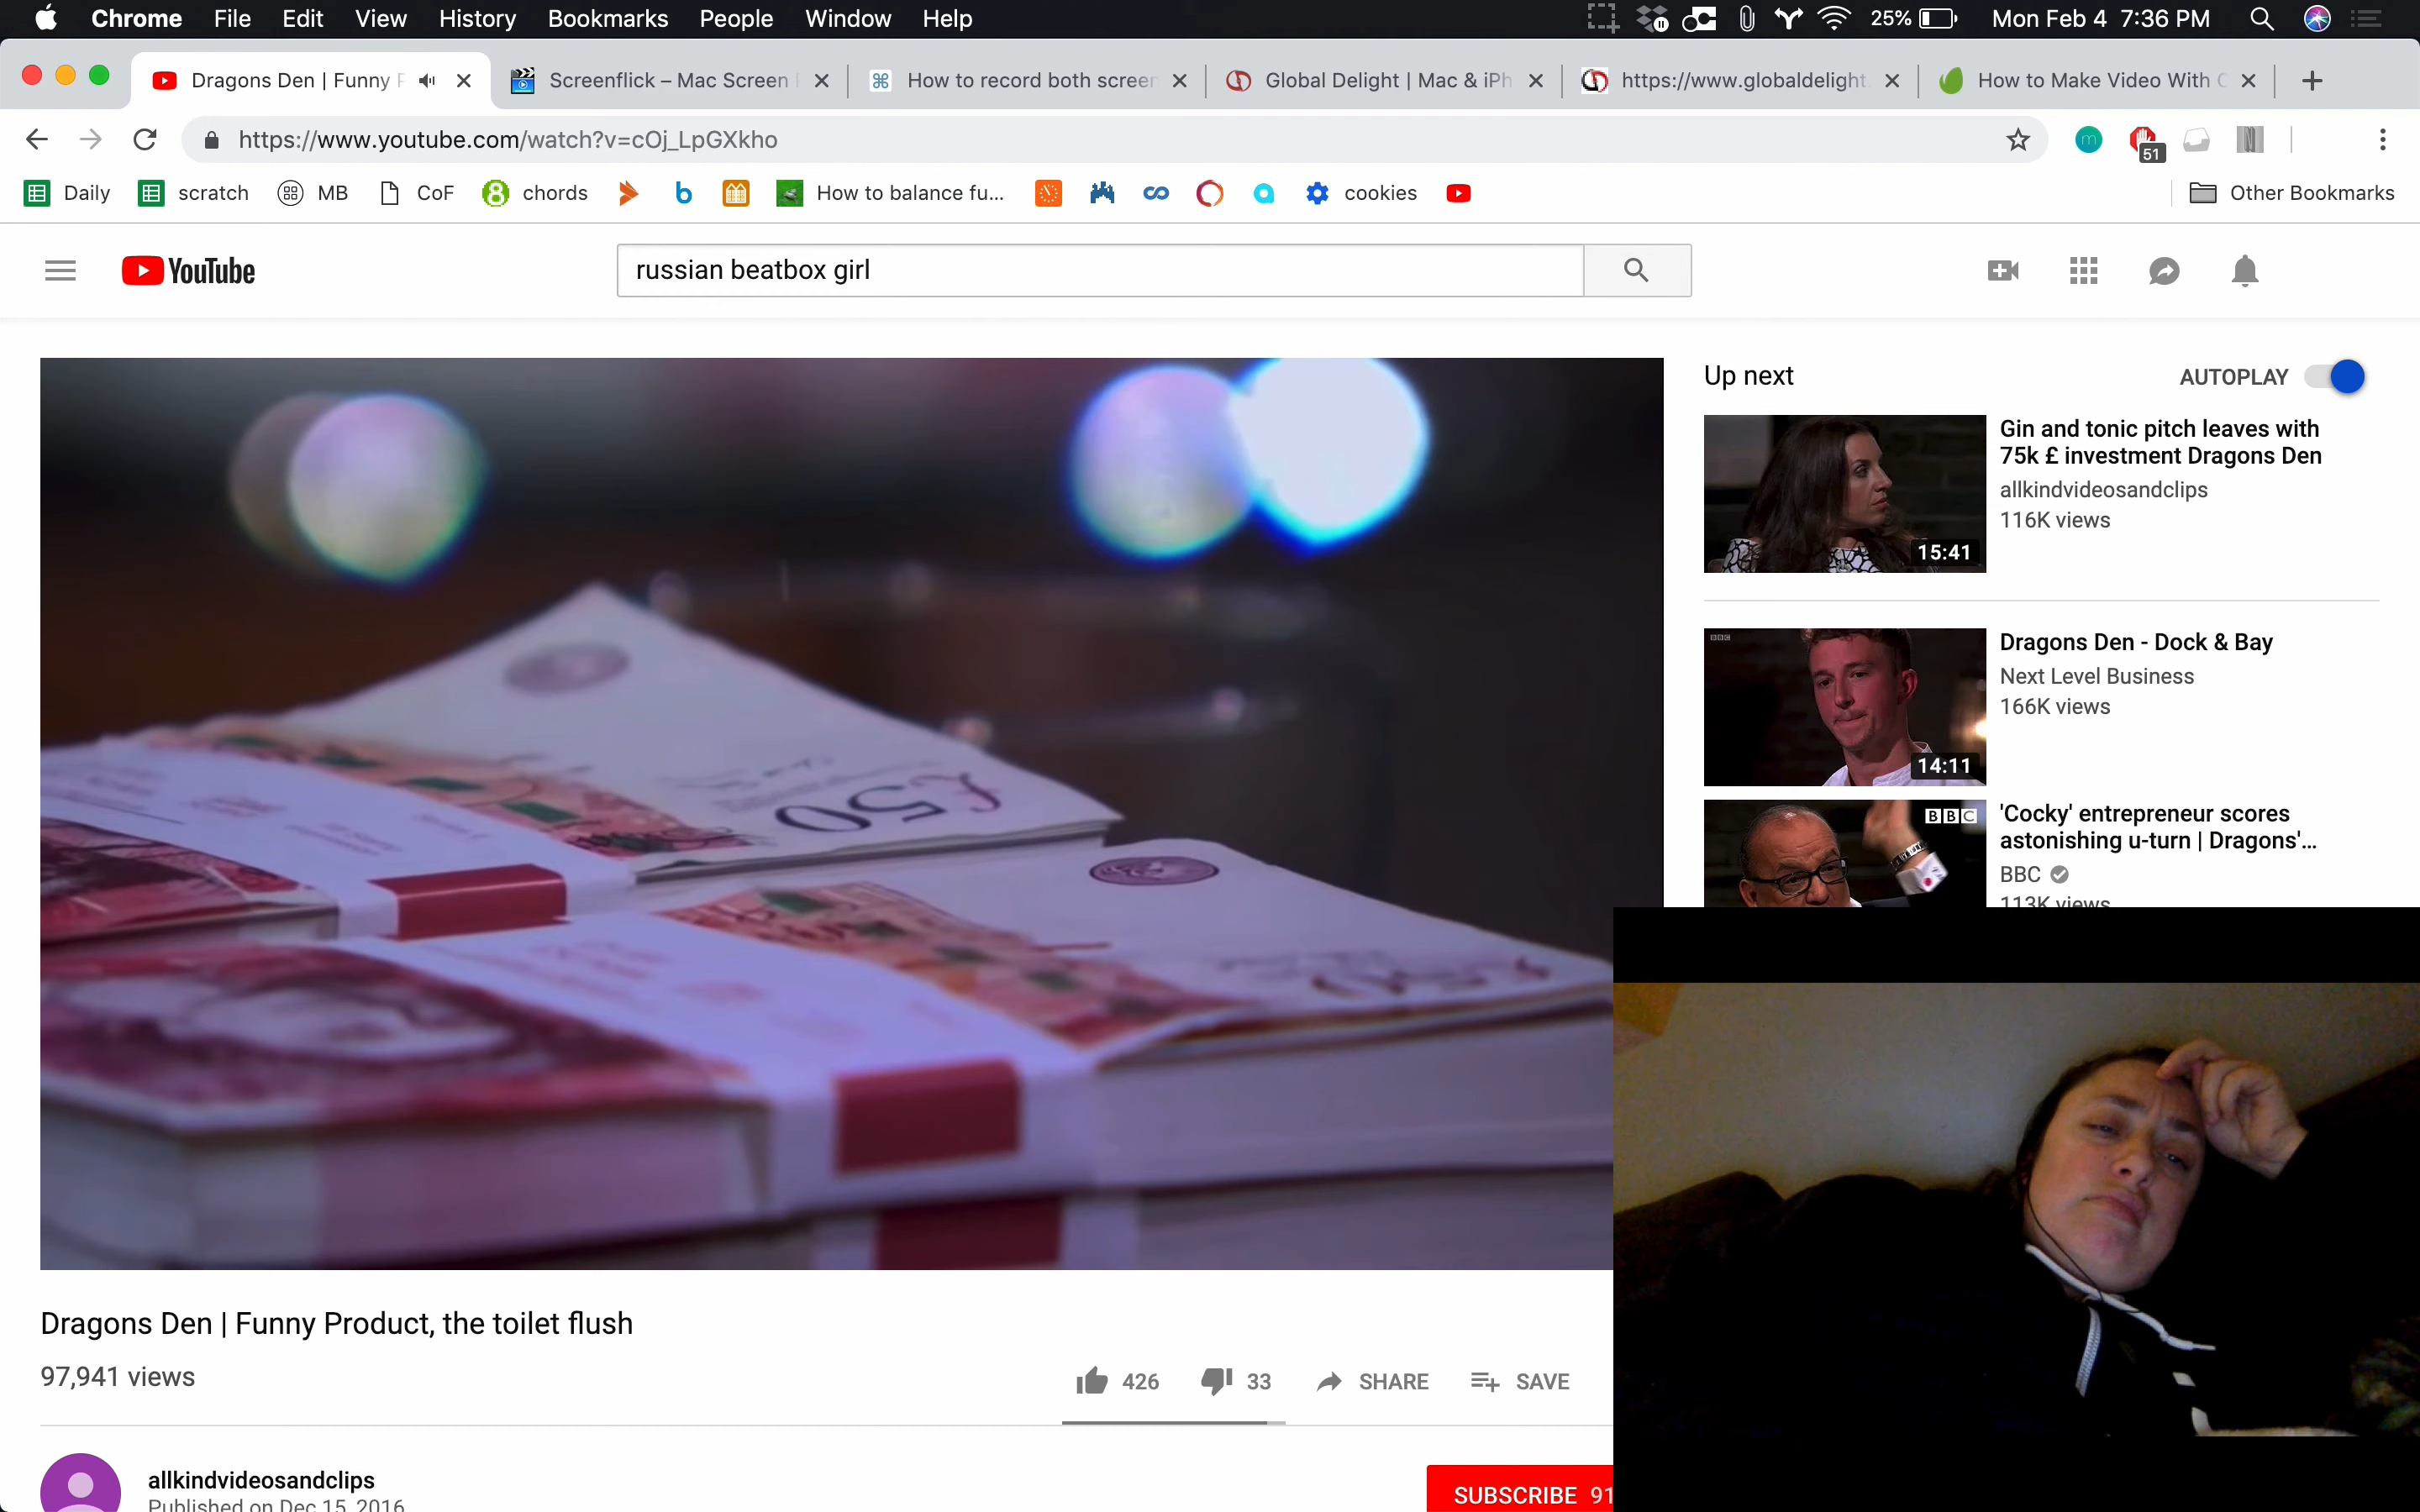 Chrome File Edit View History Bookmarks People Window Help 25% Mon Feb 4 7:36 PM
Dragons Den | Funny Screenflick – Mac Screen How to record both screen Global Delight | Mac & iPh https://www.globaldelight. How to Make Video With
https://www.youtube.com/watch?v=cOj_LpGXkho 51
Daily scratch MB CoF chords How to balance fu... cookies Other Bookmarks
YouTube russian beatbox girl
Up next AUTOPLAY
Gin and tonic pitch leaves with
75k £ investment Dragons Den
allkindvideosandclips
116K views
15:41
BBC
Dragons Den - Dock & Bay
Next Level Business
166K views
14:11
BBC
'Cocky' entrepreneur scores
astonishing u-turn | Dragons'...
BBC
113K views
£50
Dragons Den | Funny Product, the toilet flush
97,941 views
426 33 SHARE SAVE
allkindvideosandclips
Published on Dec 15, 2016
SUBSCRIBE 91